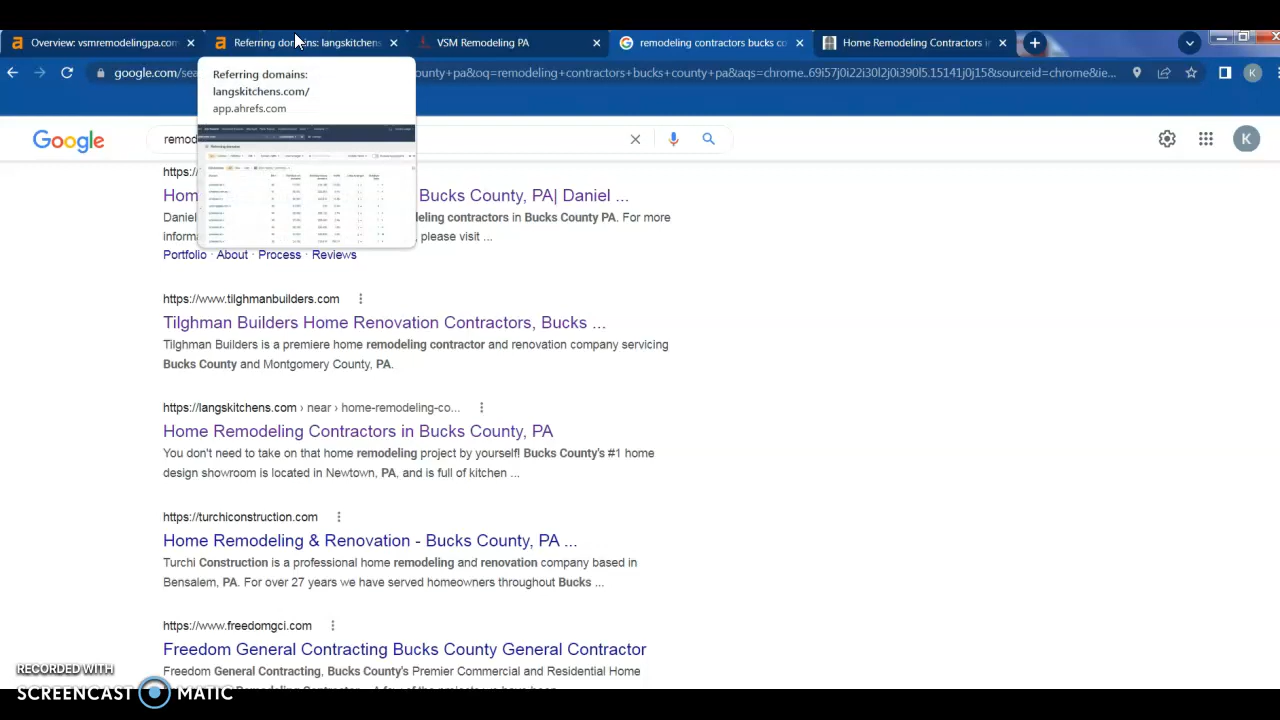 Overview: vsmremodelingpa.com
Referring domains: langskitchens
VSM Remodeling PA
remodeling contractors bucks co
Home Remodeling Contractors in
google.com/sea
ounty+pa&oq=remodeling+contractors+bucks+county+pa&aqs=chrome..69i57j0i22i30l2j0i390l5.15141j0j15&sourceid=chrome&ie...
K
Referring domains:
langskitchens.com/
app.ahrefs.com
Google
remod
K
https://
Hom
Bucks County, PA| Daniel ...
Daniel
leling contractors in Bucks County PA. For more
informa
, please visit ...
Portfolio · About · Process · Reviews
https://www.tilghmanbuilders.com
Tilghman Builders Home Renovation Contractors, Bucks ...
Tilghman Builders is a premiere home remodeling contractor and renovation company servicing
Bucks County and Montgomery County, PA.
https://langskitchens.com › near › home-remodeling-co...
Home Remodeling Contractors in Bucks County, PA
You don't need to take on that home remodeling project by yourself! Bucks County's #1 home
design showroom is located in Newtown, PA, and is full of kitchen ...
https://turchiconstruction.com
Home Remodeling & Renovation - Bucks County, PA ...
Turchi Construction is a professional home remodeling and renovation company based in
Bensalem, PA. For over 27 years we have served homeowners throughout Bucks ...
https://www.freedomgci.com
Freedom General Contracting Bucks County General Contractor
Freedom General Contracting, Bucks County's Premier Commercial and Residential Home
RECORDED WITH
SCREENCAST MATIC